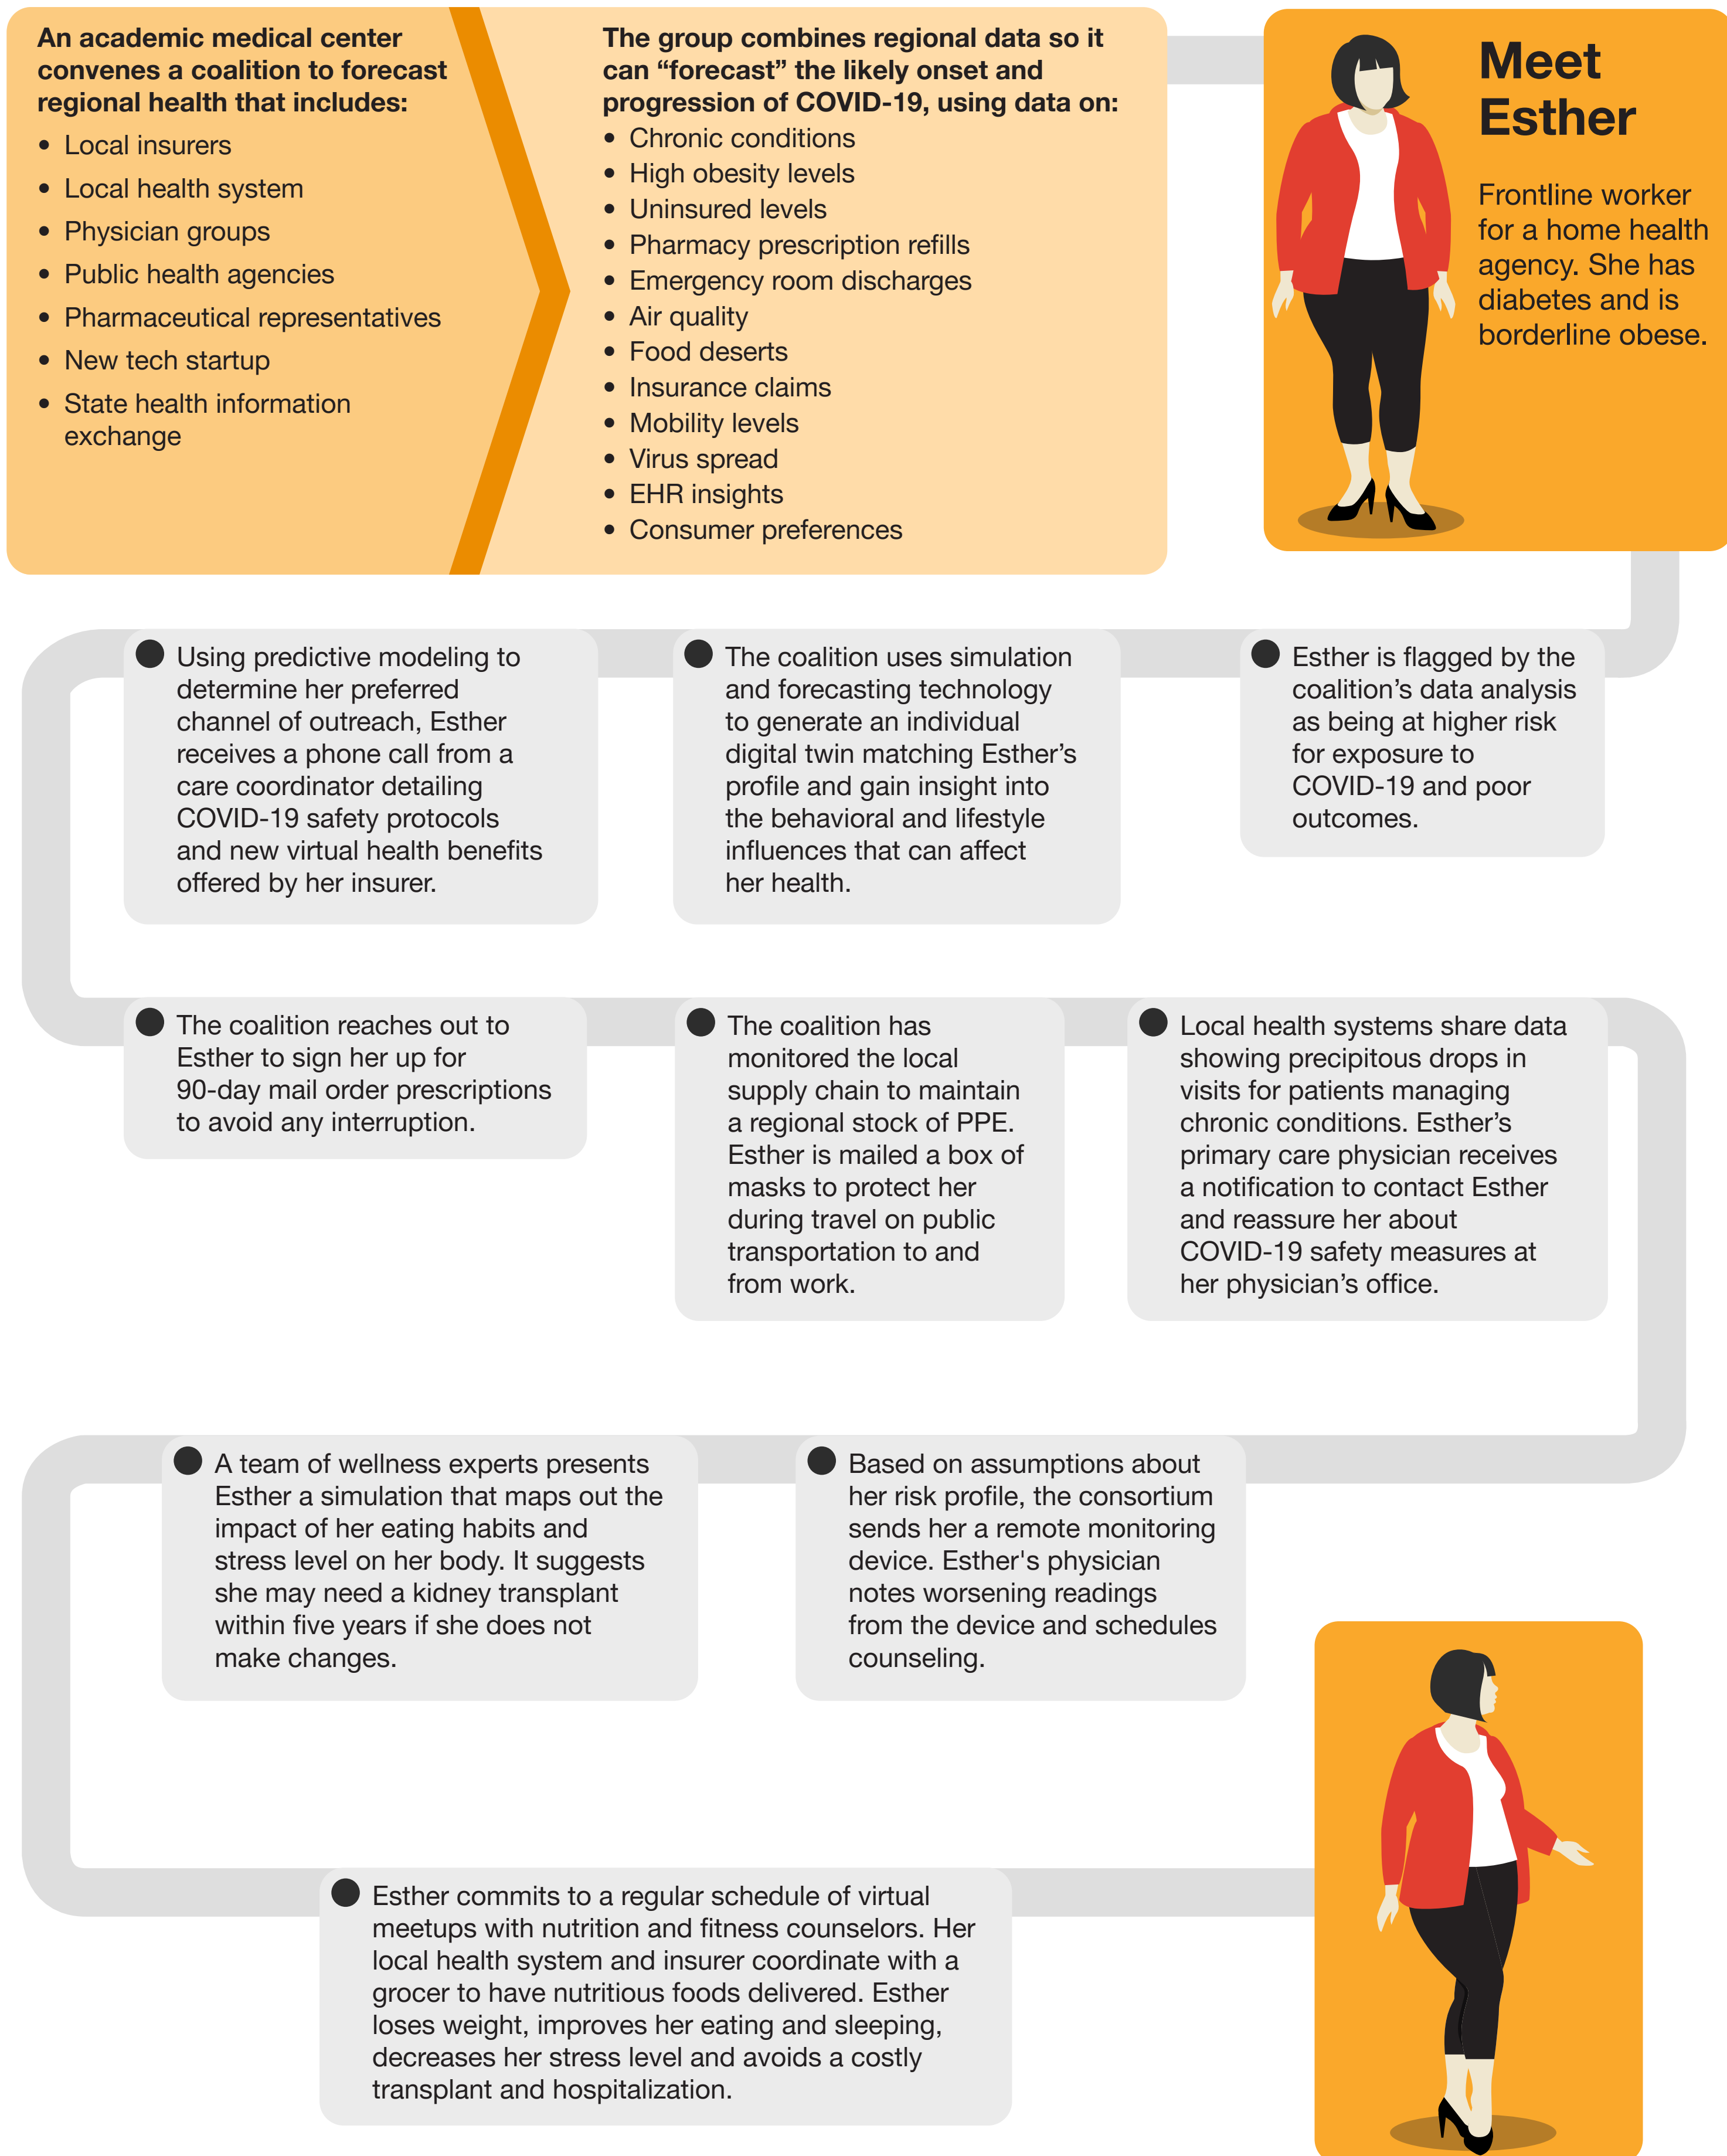 An academic medical center
convenes a coalition to forecast
regional health that includes:
• Local insurers
• Local health system
• Physician groups
• Public health agencies
• Pharmaceutical representatives
• New tech startup
• State health information
exchange
The group combines regional data so it
can “forecast” the likely onset and
progression of COVID-19, using data on:
• Chronic conditions
• High obesity levels
• Uninsured levels
• Pharmacy prescription refills
• Emergency room discharges
• Air quality
• Food deserts
• Insurance claims
• Mobility levels
• Virus spread
• EHR insights
• Consumer preferences
Meet
Esther
Frontline worker
for a home health
agency. She has
diabetes and is
borderline obese.
Esther is flagged by the
coalition’s data analysis
as being at higher risk
for exposure to
COVID-19 and poor
outcomes.
The coalition uses simulation
and forecasting technology
to generate an individual
digital twin matching Esther’s
profile and gain insight into
the behavioral and lifestyle
influences that can affect
her health.
Using predictive modeling to
determine her preferred
channel of outreach, Esther
receives a phone call from a
care coordinator detailing
COVID-19 safety protocols
and new virtual health benefits
offered by her insurer.
The coalition reaches out to
Esther to sign her up for
90-day mail order prescriptions
to avoid any interruption.
The coalition has
monitored the local
supply chain to maintain
a regional stock of PPE.
Esther is mailed a box of
masks to protect her
during travel on public
transportation to and
from work.
Local health systems share data
showing precipitous drops in
visits for patients managing
chronic conditions. Esther’s
primary care physician receives
a notification to contact Esther
and reassure her about
COVID-19 safety measures at
her physician’s office.
Based on assumptions about
her risk profile, the consortium
sends her a remote monitoring
device. Esther's physician
notes worsening readings
from the device and schedules
counseling.
A team of wellness experts presents
Esther a simulation that maps out the
impact of her eating habits and
stress level on her body. It suggests
she may need a kidney transplant
within five years if she does not
make changes.
Esther commits to a regular schedule of virtual
meetups with nutrition and fitness counselors. Her
local health system and insurer coordinate with a
grocer to have nutritious foods delivered. Esther
loses weight, improves her eating and sleeping,
decreases her stress level and avoids a costly
transplant and hospitalization.